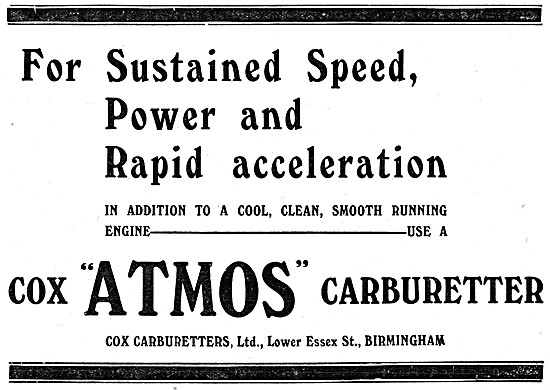 For Sustained Speed,
Power and
Rapid acceleration
IN ADDITION TO A COOL, CLEAN, SMOOTH RUNNING
ENGINE——————————USE A
COX "ATMOS" CARBURETTER
COX CARBURETTERS, Ltd., Lower Essex St., BIRMINGHAM